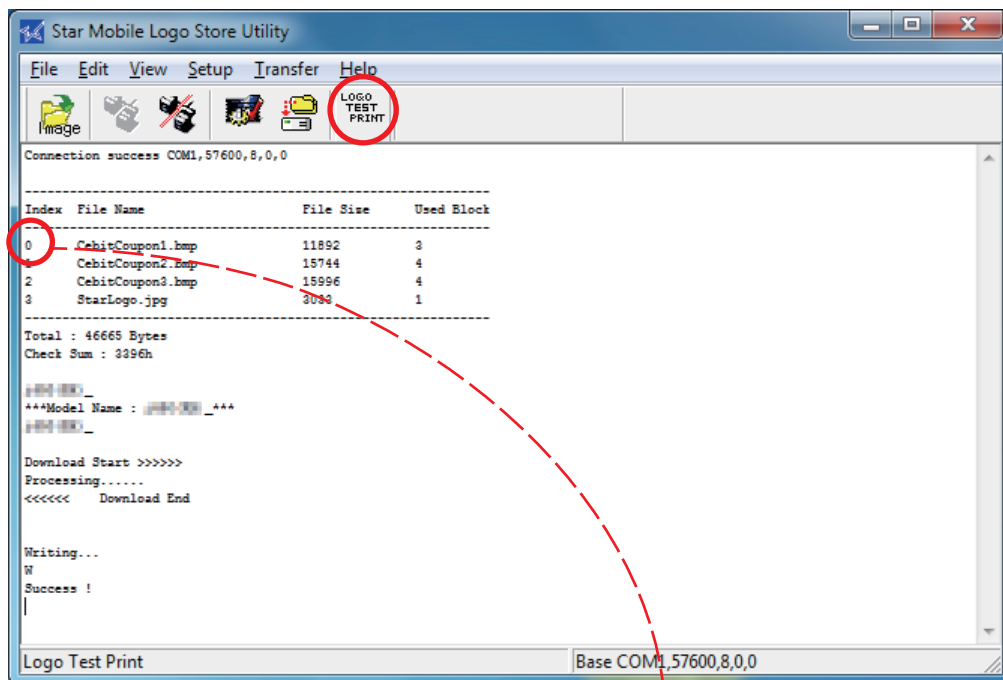 Star Mobile Logo Store Utility
File Edit View Setup Transfer Help
Image
LOGO
TEST
PRINT
Connection success COM1,57600,8,0,0
Index File Name File Size Used Block
0 CebitCoupon1.bmp 11892 3
1 CebitCoupon2.bmp 15744 4
2 CebitCoupon3.bmp 15996 4
3 StarLogo.jpg 3033 1
Total : 46665 Bytes
Check Sum : 3396h
***Model Name : _***
Download Start >>>>>>
Processing......
<<<<<< Download End
Writing...
W
Success !
Logo Test Print
Base COM1,57600,8,0,0